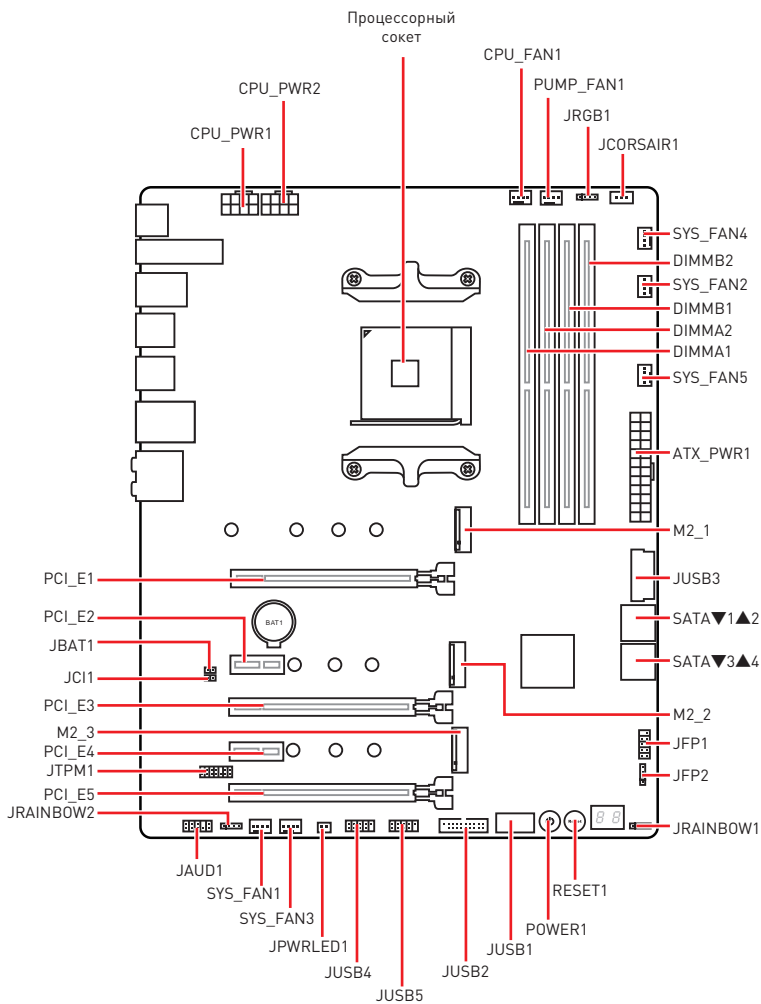 Процессорный
сокет
CPU_FAN1
PUMP_FAN1
CPU_PWR2
JRGB1
CPU_PWR1
JCORSAIR1
SYS_FAN4
DIMMB2
SYS_FAN2
DIMMB1
DIMMA2
DIMMA1
SYS_FAN5
ATX_PWR1
M2_1
PCI_E1
JUSB3
PCI_E2
BAT1
SATA▼1▲2
JBAT1
SATA▼3▲4
JCI1
PCI_E3
M2_2
M2_3
JFP1
PCI_E4
JTPM1
JFP2
PCI_E5
JRAINBOW2
88
JRAINBOW1
JAUD1
SYS_FAN1
RESET1
SYS_FAN3
POWER1
JPWRLED1
JUSB1
JUSB4
JUSB2
JUSB5